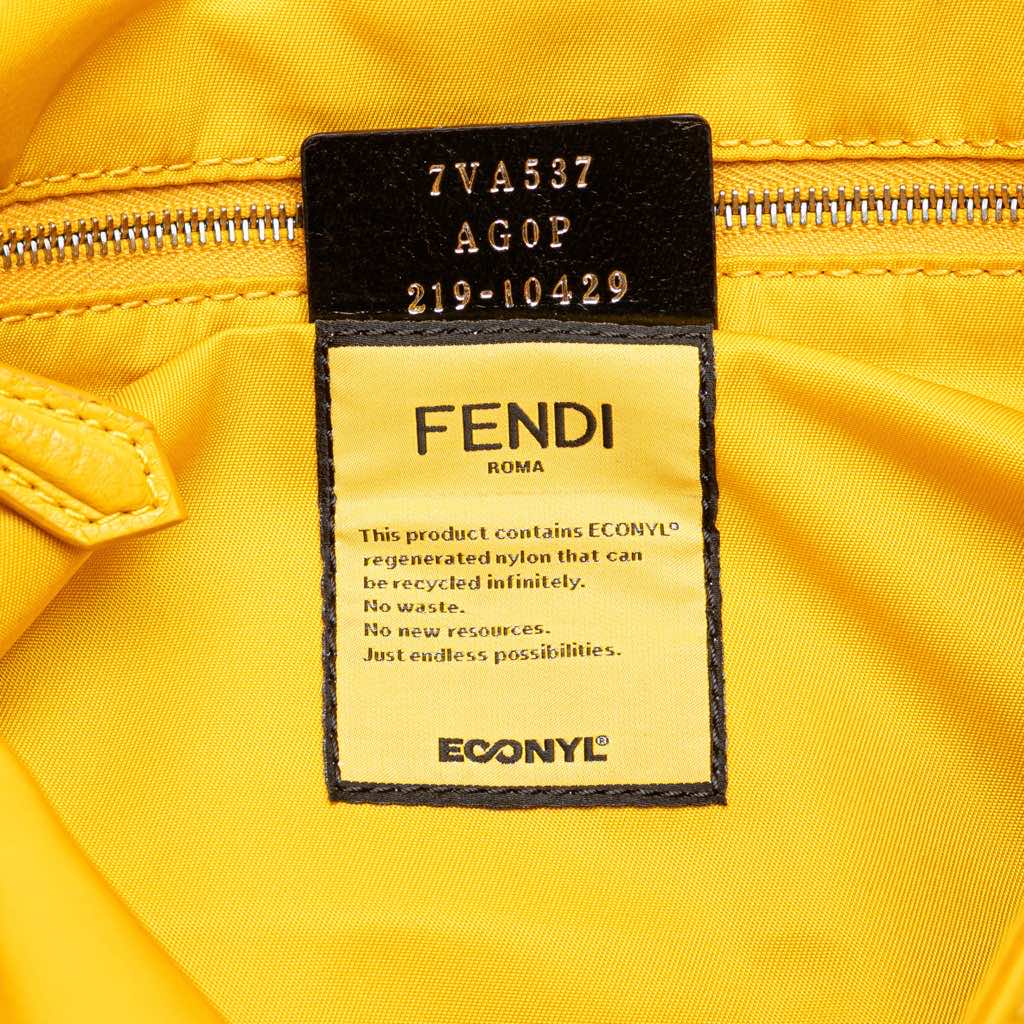 7VA537
AG0P
219-10429
FENDI
ROMA
This product contains ECONYL®
regenerated nylon that can
be recycled infinitely.
No waste.
No new resources.
Just endless possibilities.
ECONYL®